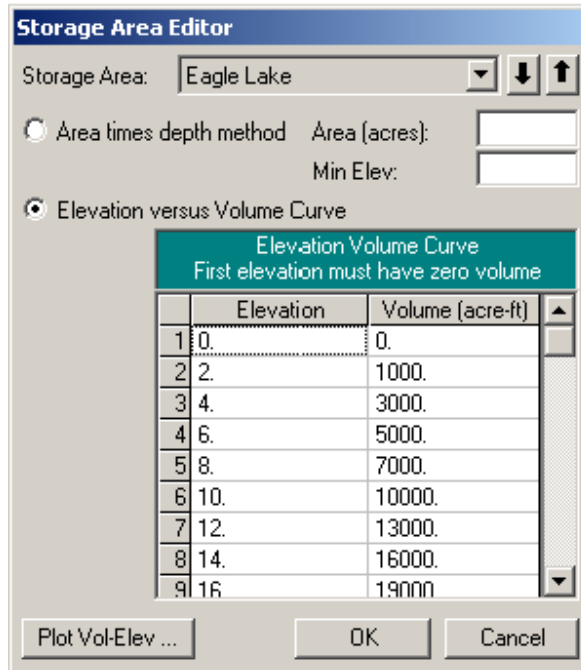 Storage Area Editor
Storage Area: Eagle Lake
Area times depth method Area (acres):
Min Elev:
Elevation versus Volume Curve
Elevation Volume Curve
First elevation must have zero volume
Elevation Volume (acre-ft)
1 0. 0.
2 2. 1000.
3 4. 3000.
4 6. 5000.
5 8. 7000.
6 10. 10000.
7 12. 13000.
8 14. 16000.
9 16 19000
Plot Vol-Elev ... OK Cancel